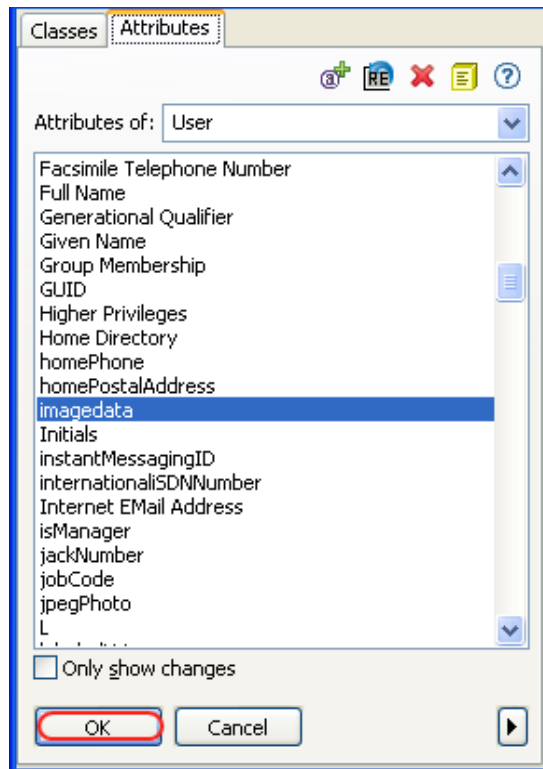 Classes Attributes
a RE ?
Attributes of: User
Facsimile Telephone Number
Full Name
Generational Qualifier
Given Name
Group Membership
GUID
Higher Privileges
Home Directory
homePhone
homePostalAddress
imagedata
Initials
instantMessagingID
internationaliSDNNumber
Internet EMail Address
isManager
jackNumber
jobCode
jpegPhoto
L
Only show changes
OK Cancel